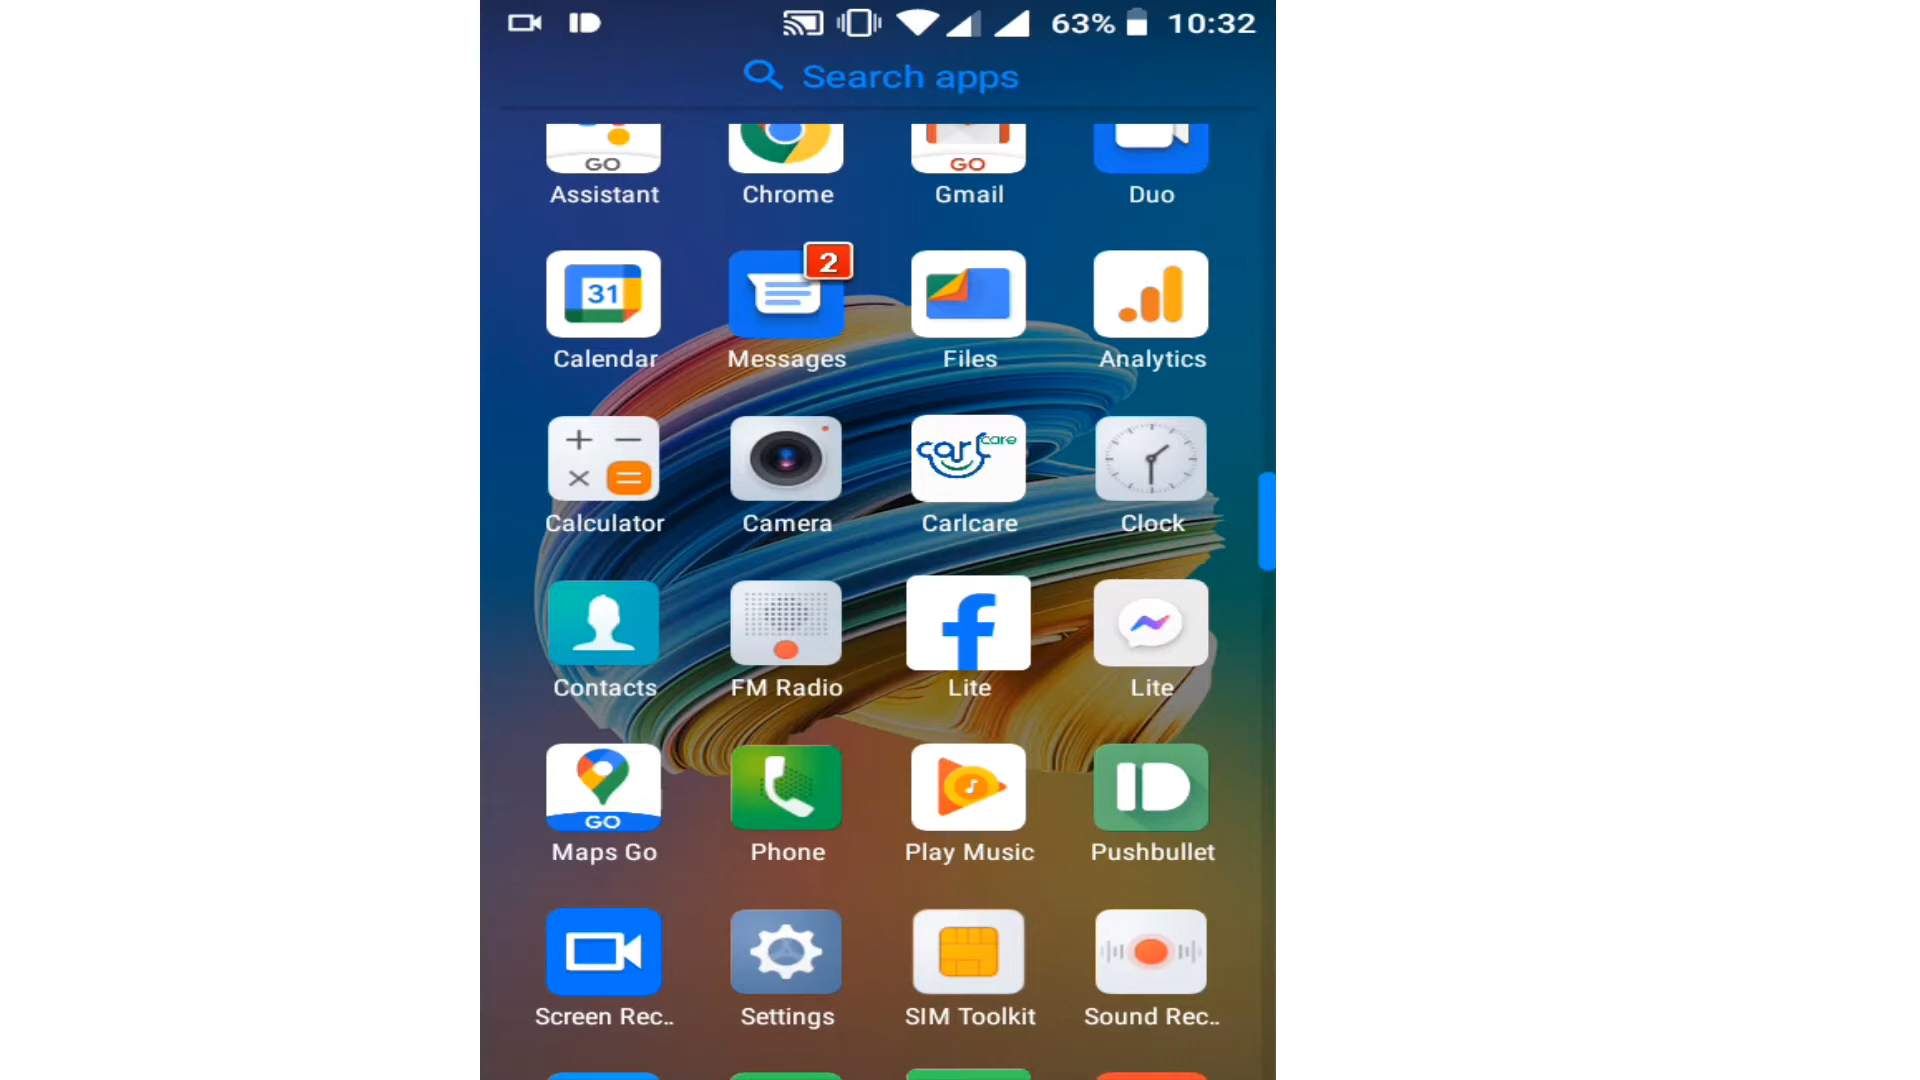 63% 10:32
Search apps
GO GO
Assistant Chrome Gmail Duo
2
31
Calendar Messages Files Analytics
carlcare
Calculator Camera Carlcare Clock
Contacts FM Radio Lite Lite
GO
Maps Go Phone Play Music Pushbullet
Screen Rec.. Settings SIM Toolkit Sound Rec..